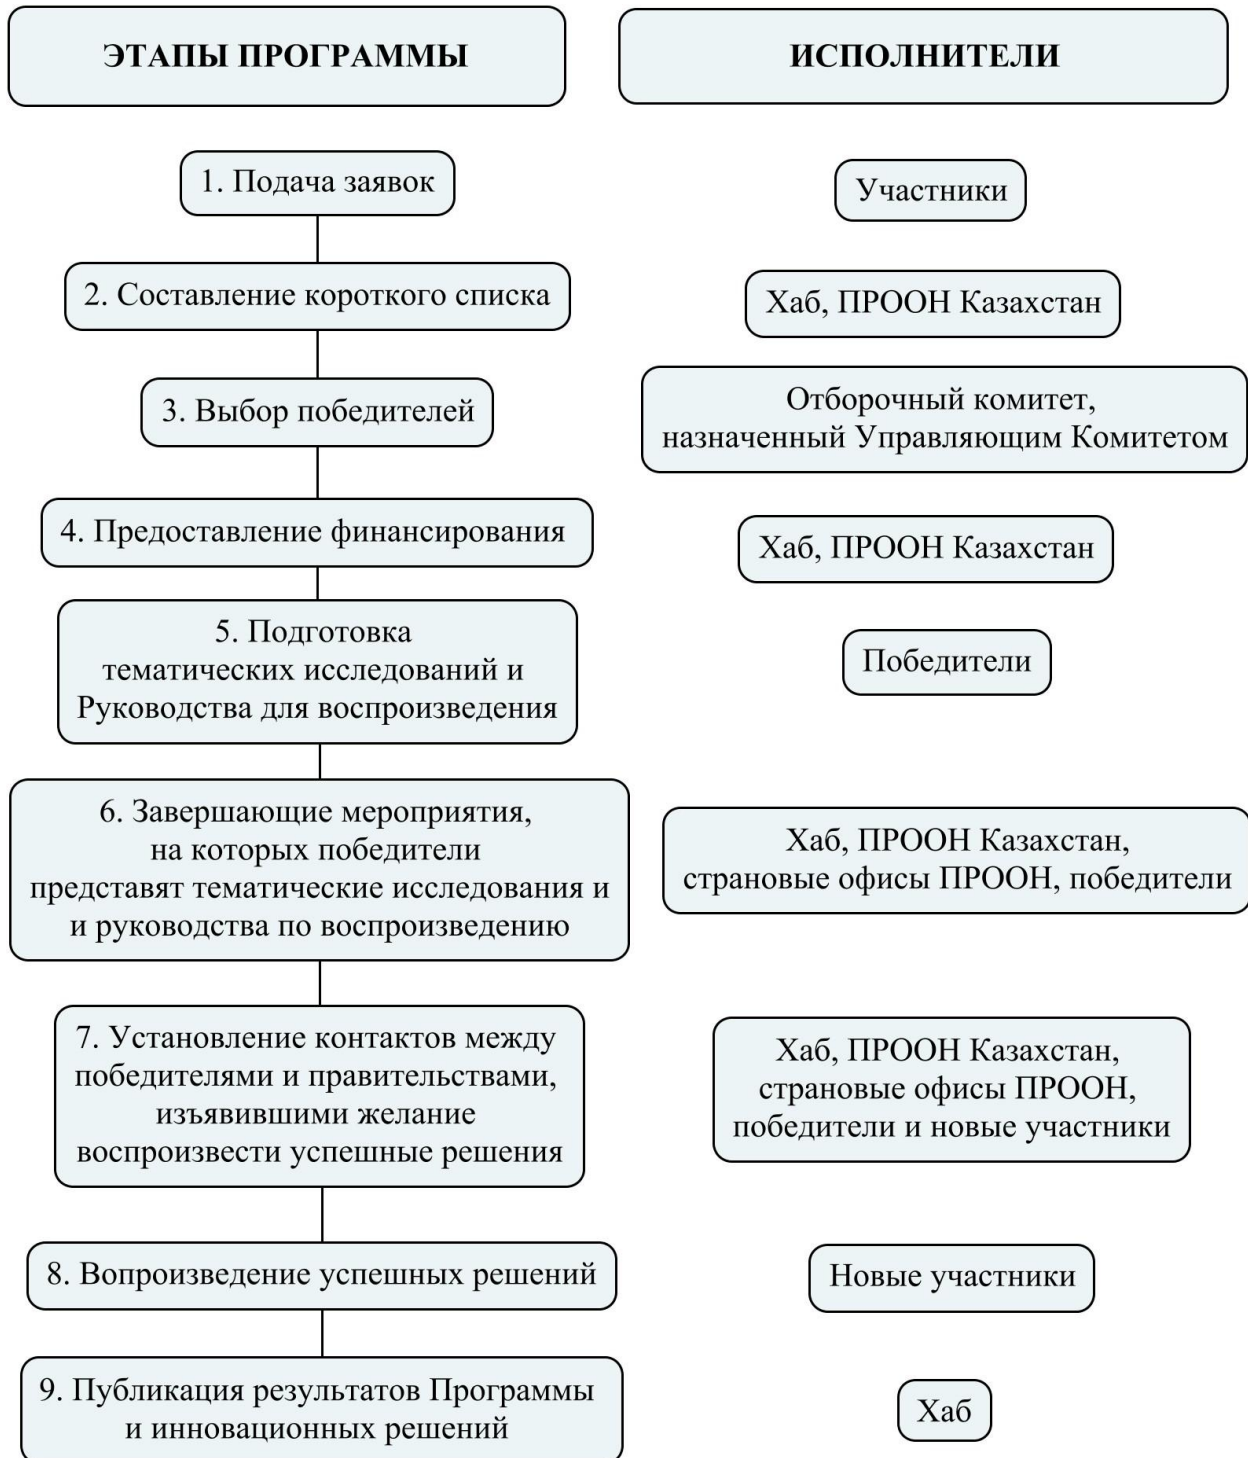 ЭТАПЫ ПРОГРАММЫ
ИСПОЛНИТЕЛИ
1. Подача заявок
Участники
2. Составление короткого списка
Хаб, ПРООН Казахстан
3. Выбор победителей
Отборочный комитет,
назначенный Управляющим Комитетом
4. Предоставление финансирования
Хаб, ПРООН Казахстан
5. Подготовка
тематических исследований и
Руководства для воспроизведения
Победители
6. Завершающие мероприятия,
на которых победители
представят тематические исследования и
и руководства по воспроизведению
Хаб, ПРООН Казахстан,
страновые офисы ПРООН, победители
7. Установление контактов между
победителями и правительствами,
изъявившими желание
воспроизвести успешные решения
Хаб, ПРООН Казахстан,
страновые офисы ПРООН,
победители и новые участники
8. Вопроизведение успешных решений
Новые участники
9. Публикация результатов Программы
и инновационных решений
Хаб